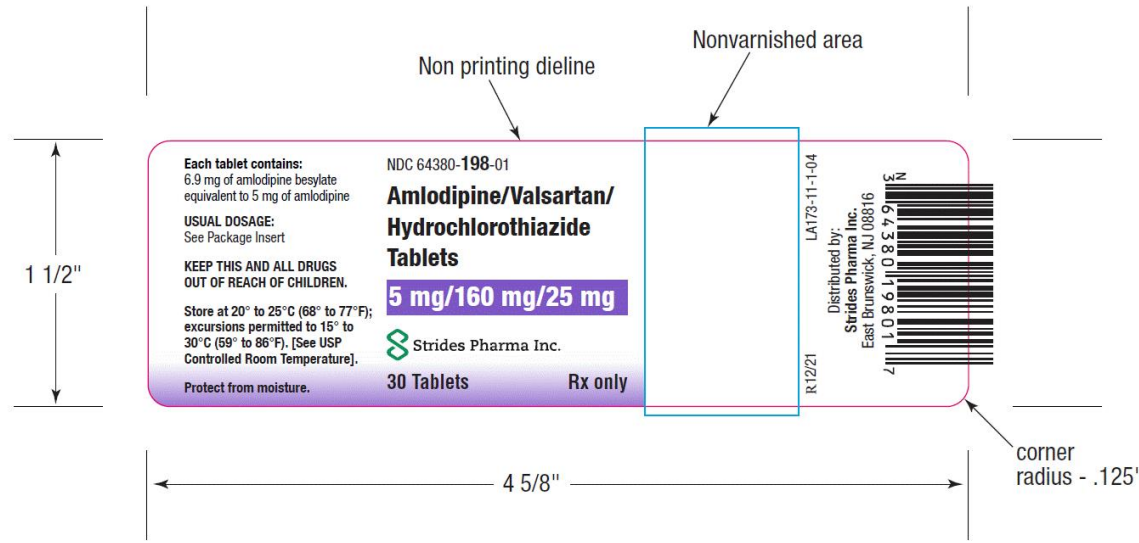 Nonvarnished area
Non printing dieline
1 1/2"
Each tablet contains:
6.9 mg of amlodipine besylate
equivalent to 5 mg of amlodipine
USUAL DOSAGE:
See Package Insert
KEEP THIS AND ALL DRUGS
OUT OF REACH OF CHILDREN.
Store at 20° to 25°C (68° to 77°F);
excursions permitted to 15° to
30°C (59° to 86°F). [See USP
Controlled Room Temperature].
Protect from moisture.
NDC 64380-198-01
Amlodipine/Valsartan/
Hydrochlorothiazide
Tablets
5 mg/160 mg/25 mg
Strides Pharma Inc.
30 Tablets Rx only
LA173-11-1-04
R 12/21
Distributed by:
Strides Pharma Inc.
East Brunswick, NJ 08816
N
3 64380 19801 7
corner
radius - .125'
4 5/8"